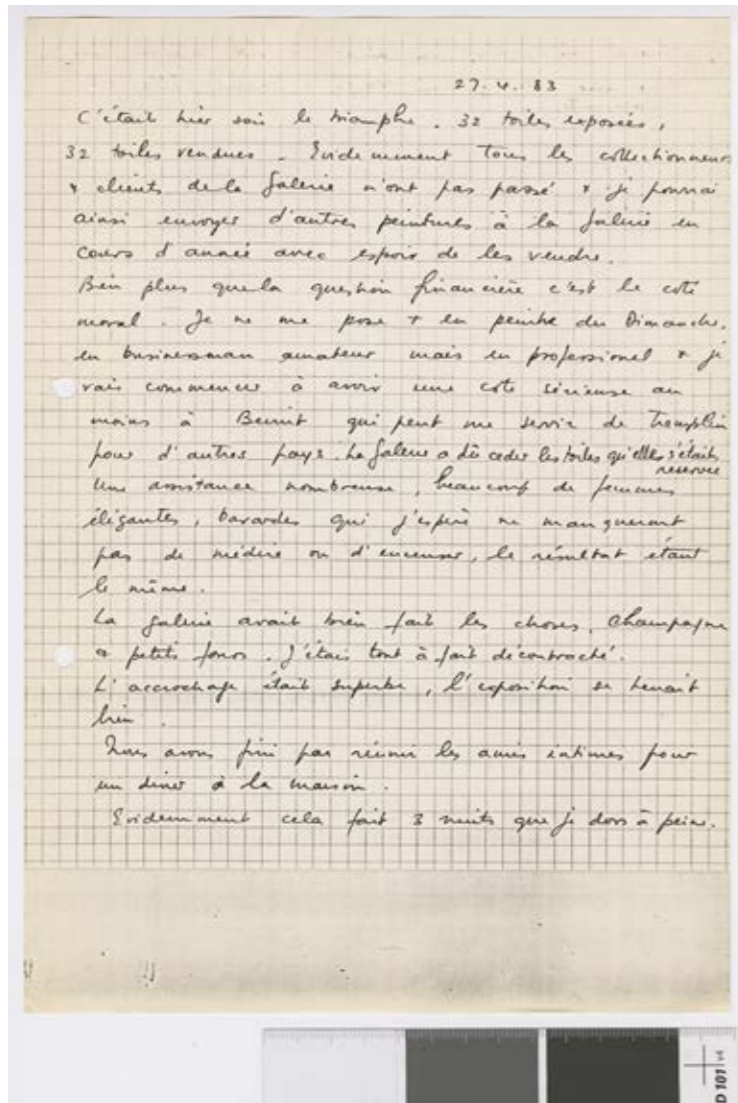 27.4.83
C'était hier soir le triomphe. 32 toiles exposées,
32 toiles vendues. Evidemment tous les collectionneurs
& clients de la Galerie n'ont pas passé & je pourrai
ainsi envoyer d'autres peintures à la Galerie en
cours d'année avec espoir de les vendre.
Bien plus que la question financière c'est le coté
moral. Je ne me pose + en peintre du Dimanche,
en businessman amateur mais en professionel & je
vais commencer à avoir une cote sérieuse au
moins à Beirut qui peut me servir de tremplin
pour d'autres pays. La Galerie a dû ceder les toiles qu'elle s'était
reservée
Une assistance nombreuse, beaucoup de femmes
élégantes, bavardes qui j'espère ne manqueront
pas de médire ou d'encenser, le résultat étant
le même.
La galerie avait bien fait les choses, Champagne
& petits fours. J'étais tout à fait décontracté.
L'accrochage était superbe, l'exposition se tenait
bien.
Nous avons fini par réunir les amis intimes pour
un diner à la maison.
Evidemment cela fait 3 nuits que je dors à peine.
D 101 v4